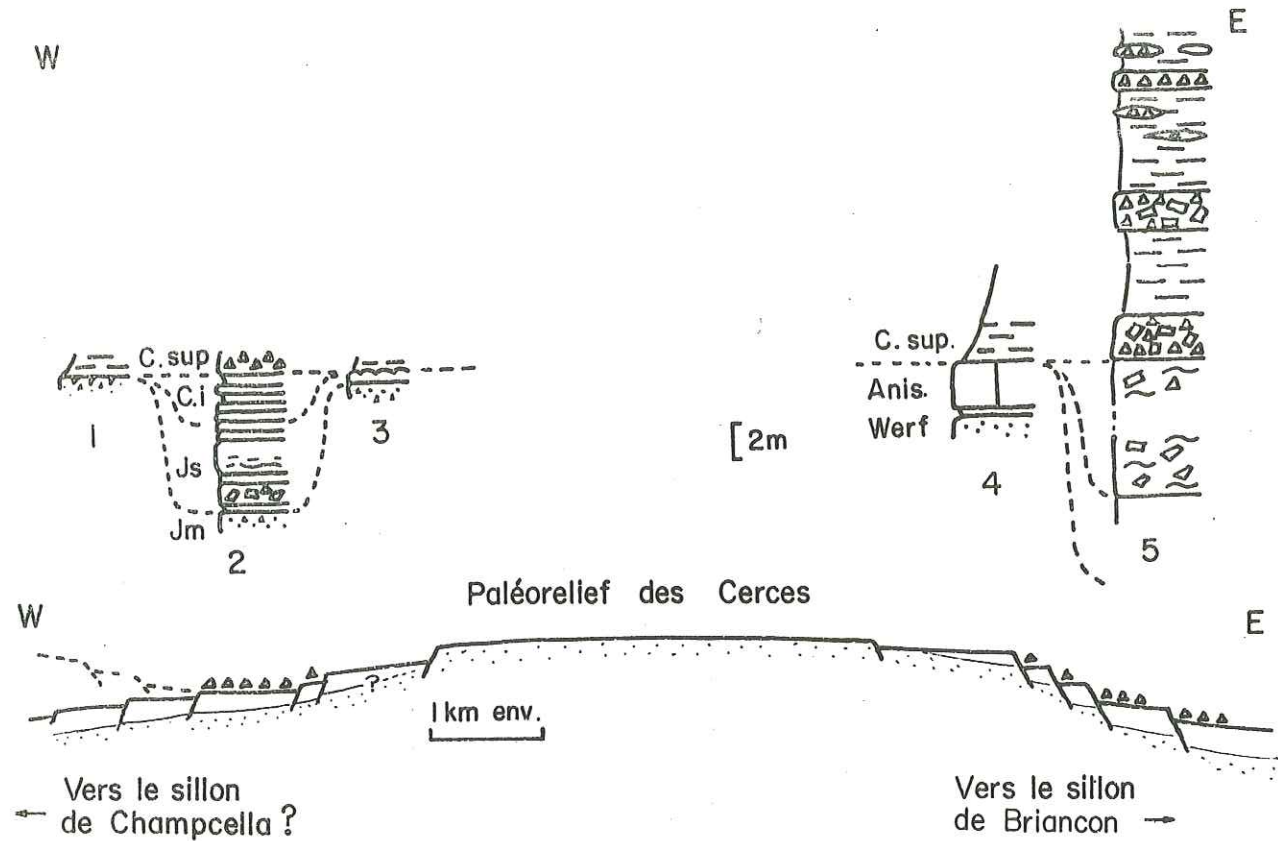 W
E
C. sup
C.i
Js
Jm
1
2
3
[2m
C. sup.
Anis.
Werf
4
5
Paléorelief des Cerces
W
E
?
1 km env.
Vers le sillon
de Champcella ?
Vers le sillon
de Briancon